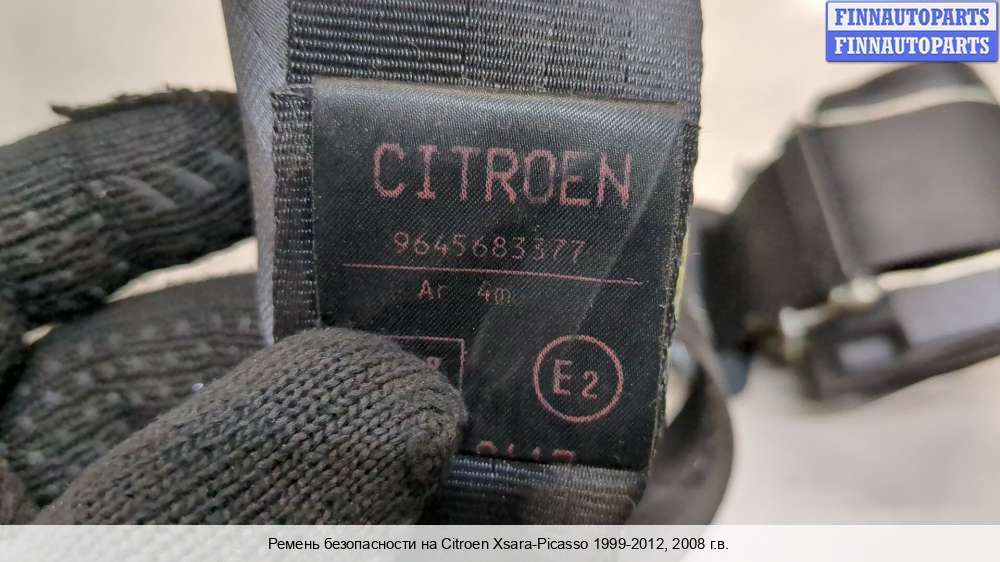 FINNAUTOPARTS
FINNAUTOPARTS
CITROEN
9645683377
Ar 4m
E2
Ремень безопасности на Citroen Xsara-Picasso 1999-2012, 2008 г.в.